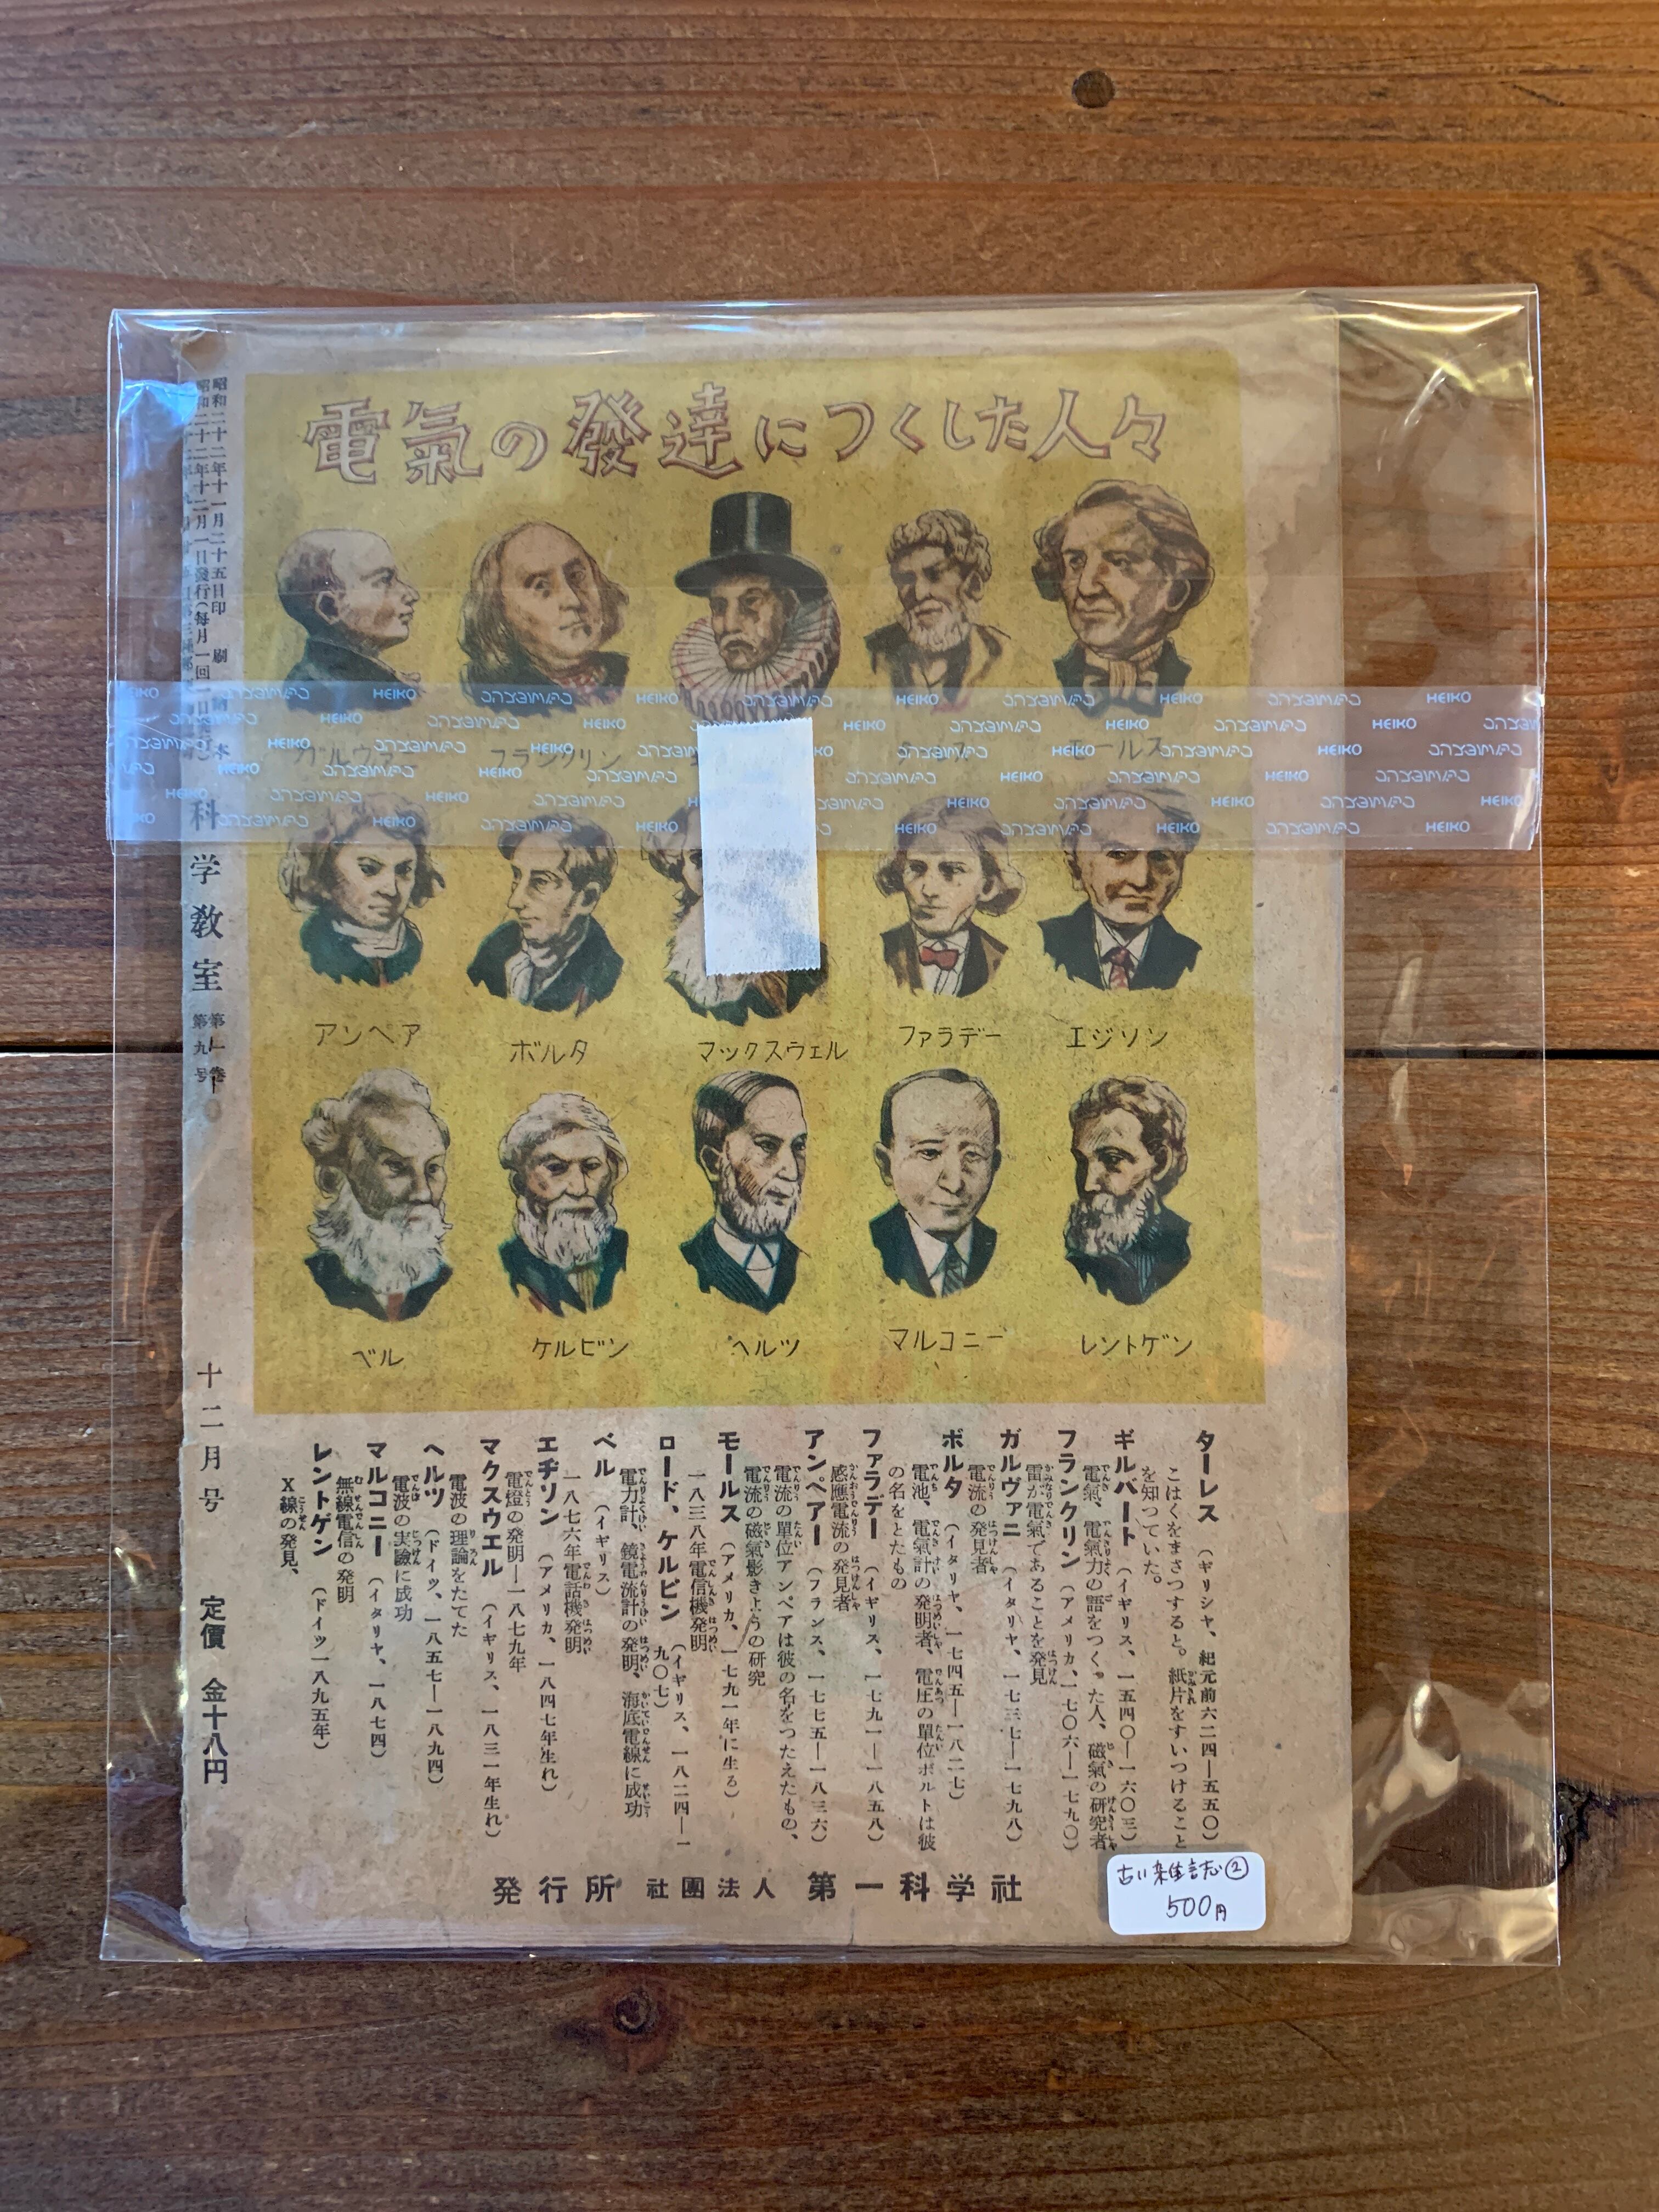 電氣の發達につくした人々
フランクリン
モールス
アンペア
ボルタ
マックスウェル
ファラデー
エジソン
ベル
ケルビン
ヘルツ
マルコニー
レントゲン
ターレス（ギリシヤ、紀元前六二四—五五〇）
こはくをまさつすると。紙片をすいつけること
を知つていた。
ギルバート（イギリス、一五四〇—一六〇三）
電氣、電氣力の語をつくつた人、磁氣の研究者
フランクリン（アメリカ、一七〇六—一七九〇）
雷が電氣であることを発見
ガルヴァニ（イタリヤ、一七三七—一七九八）
電流の発見者
ボルタ（イタリヤ、一七四五—一八二七）
電池、電氣計の発明者、電圧の單位ボルトは彼
の名をとたもの
ファラデー（イギリス、一七九一—一八五八）
感應電流の発見者
アンペアー（フランス、一七七五—一八三六）
電流の單位アンペアは彼の名をつたえたもの、
電流の磁氣影きょうの研究
モールス（アメリカ、一七九一年に生る）
一八三八年電信機発明
ロード、ケルビン（イギリス、一八二四—一
九〇七）
電力計、鏡電流計の発明、海底電線に成功
ベル（イギリス）
一八七六年電話機発明
エヂソン（アメリカ、一八四七年生れ）
電燈の発明—一八七九年
マクスウエル（イギリス、一八三一年生れ）
電波の理論をたてた
ヘルツ（ドイツ、一八五七—一八九四）
電波の実験に成功
マルコニー（イタリヤ、一八七四）
無線電信の発明
レントゲン（ドイツ一八九五年）
X線の発見、
発行所 社團法人 第一科学社
昭和二十二年十一月二十五日印刷
昭和二十二年十二月一日發行（毎月一回一日発行）
科学教室
第一巻
第九号
十二月号
定價 金十八円
古い雑誌②
500円
HEIKO